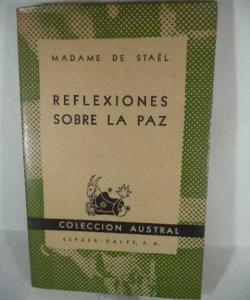 MADAME DE STAËL
REFLEXIONES
SOBRE LA PAZ
COLECCION AUSTRAL
ESPASA-CALPE, S. A.